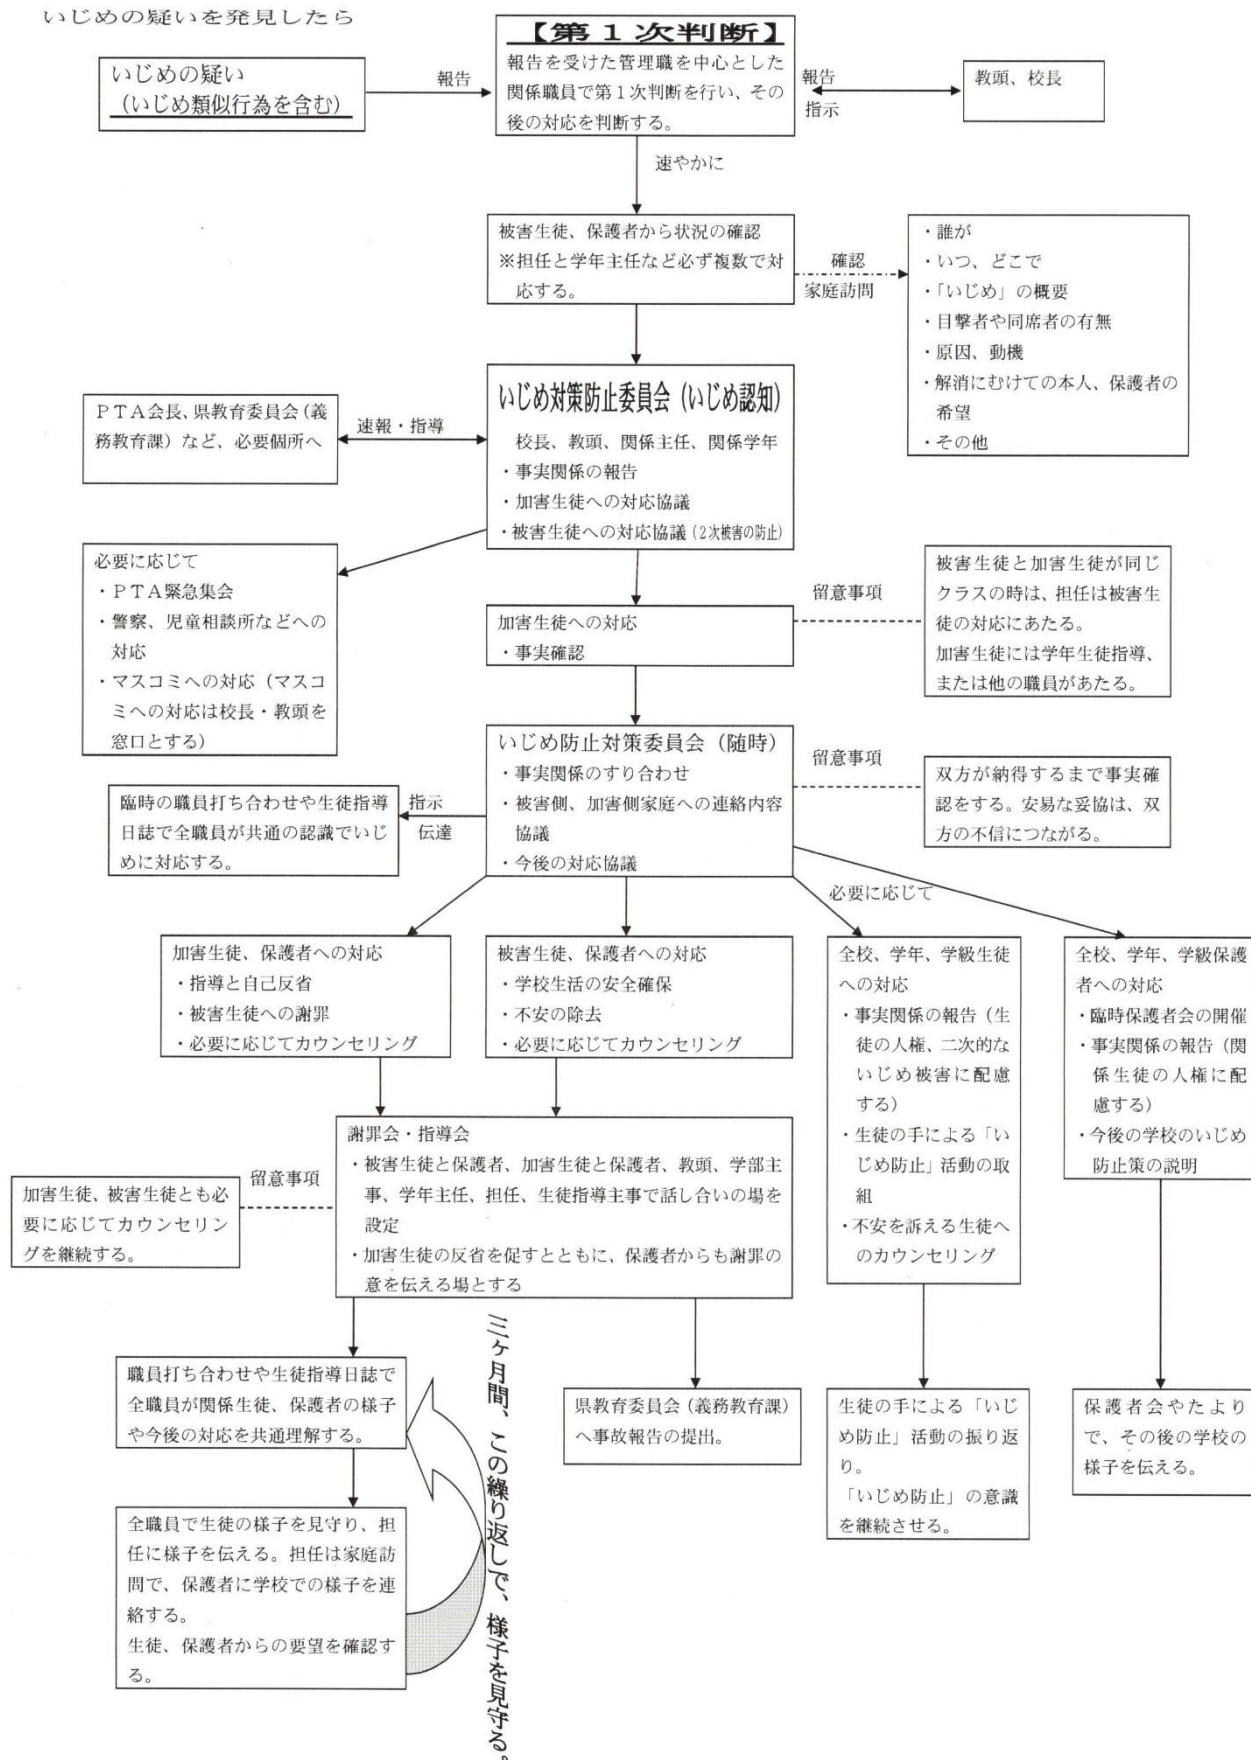 いじめの疑いを発見したら
【第１次判断】
報告を受けた管理職を中心とした
関係職員で第１次判断を行い、その
後の対応を判断する。
いじめの疑い
（いじめ類似行為を含む）
報告
報告
指示
教頭、校長
速やかに
被害生徒、保護者から状況の確認
※担任と学年主任など必ず複数で対
応する。
確認
家庭訪問
・誰が
・いつ、どこで
・「いじめ」の概要
・目撃者や同席者の有無
・原因、動機
・解消にむけての本人、保護者の
希望
・その他
いじめ対策防止委員会（いじめ認知）
校長、教頭、関係主任、関係学年
・事実関係の報告
・加害生徒への対応協議
・被害生徒への対応協議（２次被害の防止）
ＰＴＡ会長、県教育委員会（義
務教育課）など、必要個所へ
速報・指導
必要に応じて
・ＰＴＡ緊急集会
・警察、児童相談所などへの
対応
・マスコミへの対応（マスコ
ミへの対応は校長・教頭を
窓口とする）
加害生徒への対応
・事実確認
留意事項
被害生徒と加害生徒が同じ
クラスの時は、担任は被害生
徒の対応にあたる。
加害生徒には学年生徒指導、
または他の職員があたる。
いじめ防止対策委員会（随時）
・事実関係のすり合わせ
・被害側、加害側家庭への連絡内容
協議
・今後の対応協議
留意事項
双方が納得するまで事実確
認をする。安易な妥協は、双
方の不信につながる。
指示
伝達
臨時の職員打ち合わせや生徒指導
日誌で全職員が共通の認識でいじ
めに対応する。
必要に応じて
加害生徒、保護者への対応
・指導と自己反省
・被害生徒への謝罪
・必要に応じてカウンセリング
被害生徒、保護者への対応
・学校生活の安全確保
・不安の除去
・必要に応じてカウンセリング
全校、学年、学級生徒
への対応
・事実関係の報告（生
徒の人権、二次的な
いじめ被害に配慮
する）
・生徒の手による「い
じめ防止」活動の取
組
・不安を訴える生徒へ
のカウンセリング
全校、学年、学級保護
者への対応
・臨時保護者会の開催
・事実関係の報告（関
係生徒の人権に配
慮する）
・今後の学校のいじめ
防止策の説明
謝罪会・指導会
・被害生徒と保護者、加害生徒と保護者、教頭、学部主
事、学年主任、担任、生徒指導主事で話し合いの場を
設定
・加害生徒の反省を促すとともに、保護者からも謝罪の
意を伝える場とする
留意事項
加害生徒、被害生徒とも必
要に応じてカウンセリン
グを継続する。
職員打ち合わせや生徒指導日誌で
全職員が関係生徒、保護者の様子
や今後の対応を共通理解する。
全職員で生徒の様子を見守り、担
任に様子を伝える。担任は家庭訪
問で、保護者に学校での様子を連
絡する。
生徒、保護者からの要望を確認す
る。
三ヶ月間、この繰り返しで、様子を見守る。
県教育委員会（義務教育課）
へ事故報告の提出。
生徒の手による「いじ
め防止」活動の振り返
り。
「いじめ防止」の意識
を継続させる。
保護者会やたより
で、その後の学校の
様子を伝える。